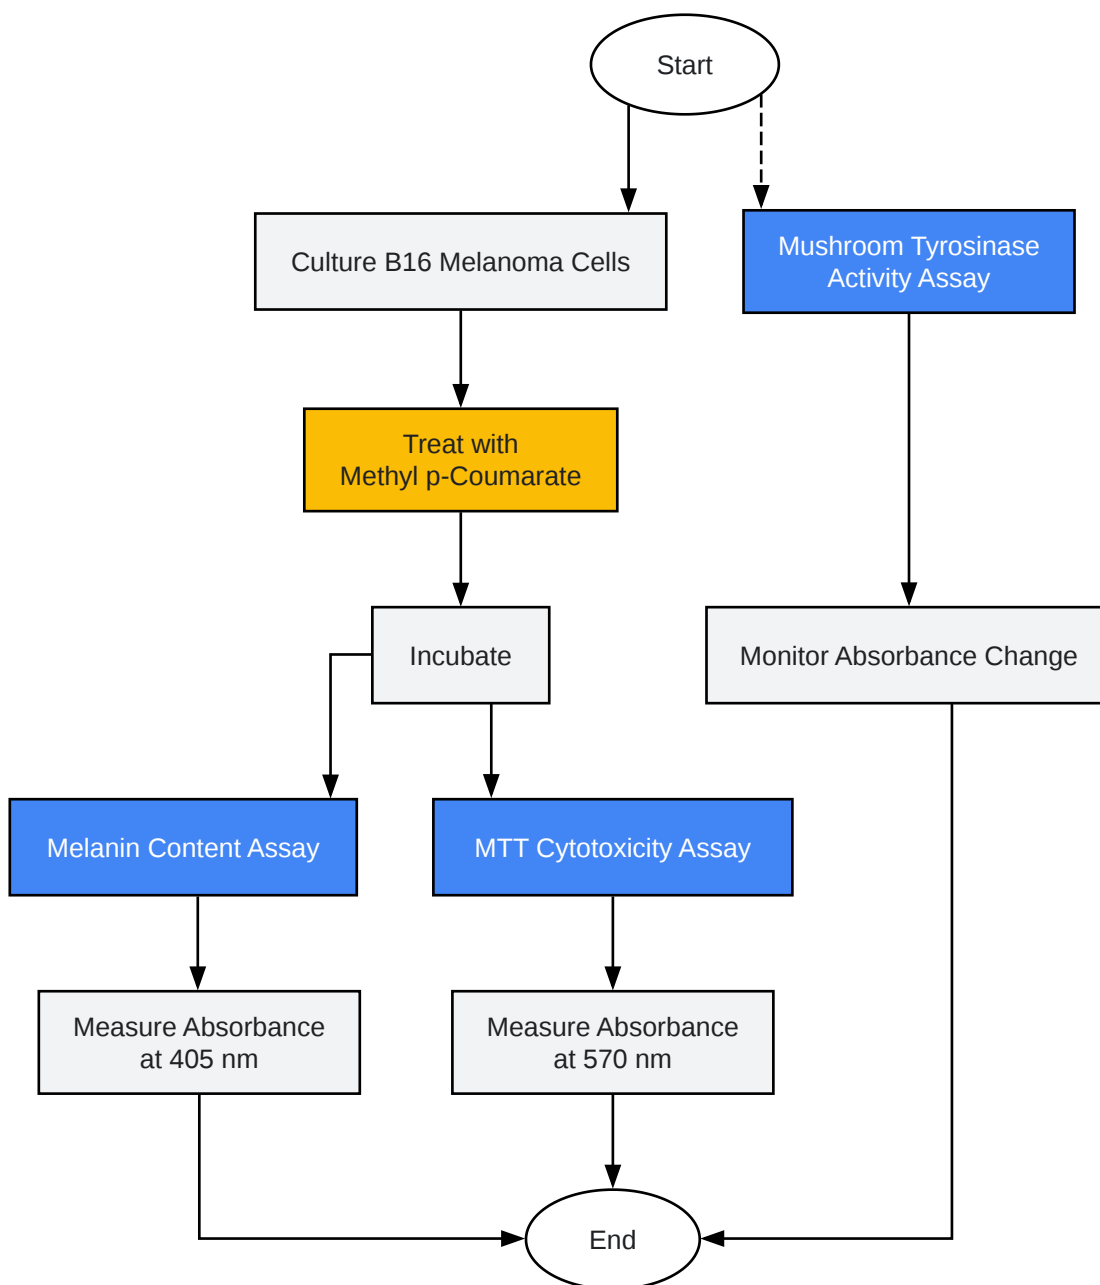 Start
Culture B16 Melanoma Cells
Mushroom Tyrosinase
Activity Assay
Treat with
Methyl p-Coumarate
Incubate
Monitor Absorbance Change
Melanin Content Assay
MTT Cytotoxicity Assay
Measure Absorbance
at 405 nm
Measure Absorbance
at 570 nm
End